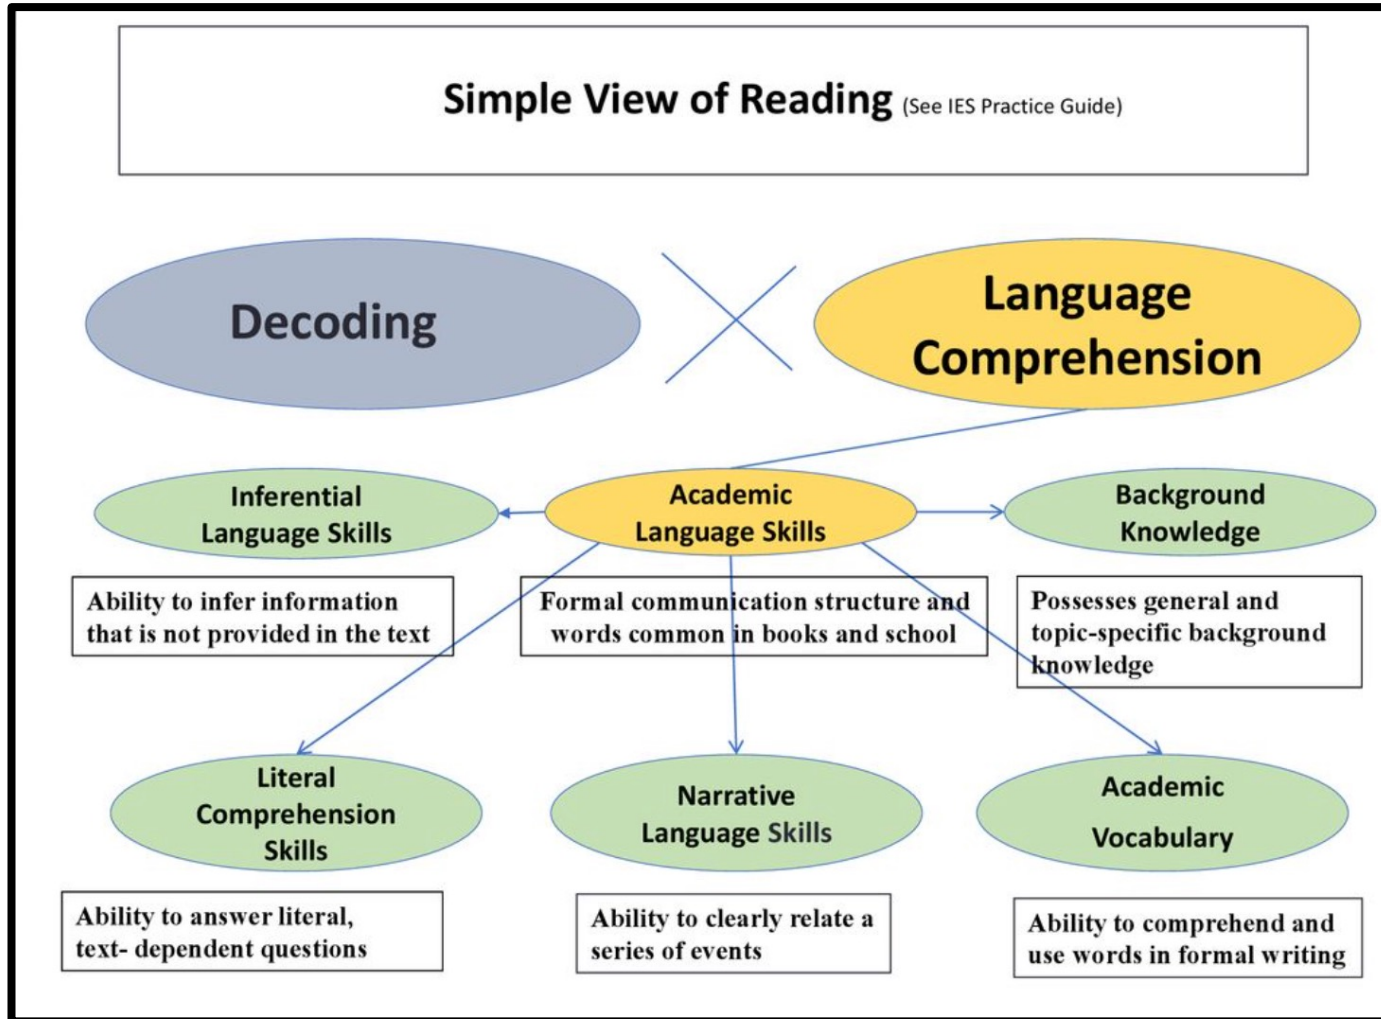 Simple View of Reading (See IES Practice Guide)
Decoding
Language
Comprehension
Inferential
Language Skills
Academic
Language Skills
Background
Knowledge
Ability to infer information
that is not provided in the text
Formal communication structure and
words common in books and school
Possesses general and
topic-specific background
knowledge
Literal
Comprehension
Skills
Narrative
Language Skills
Academic
Vocabulary
Ability to answer literal,
text- dependent questions
Ability to clearly relate a
series of events
Ability to comprehend and
use words in formal writing